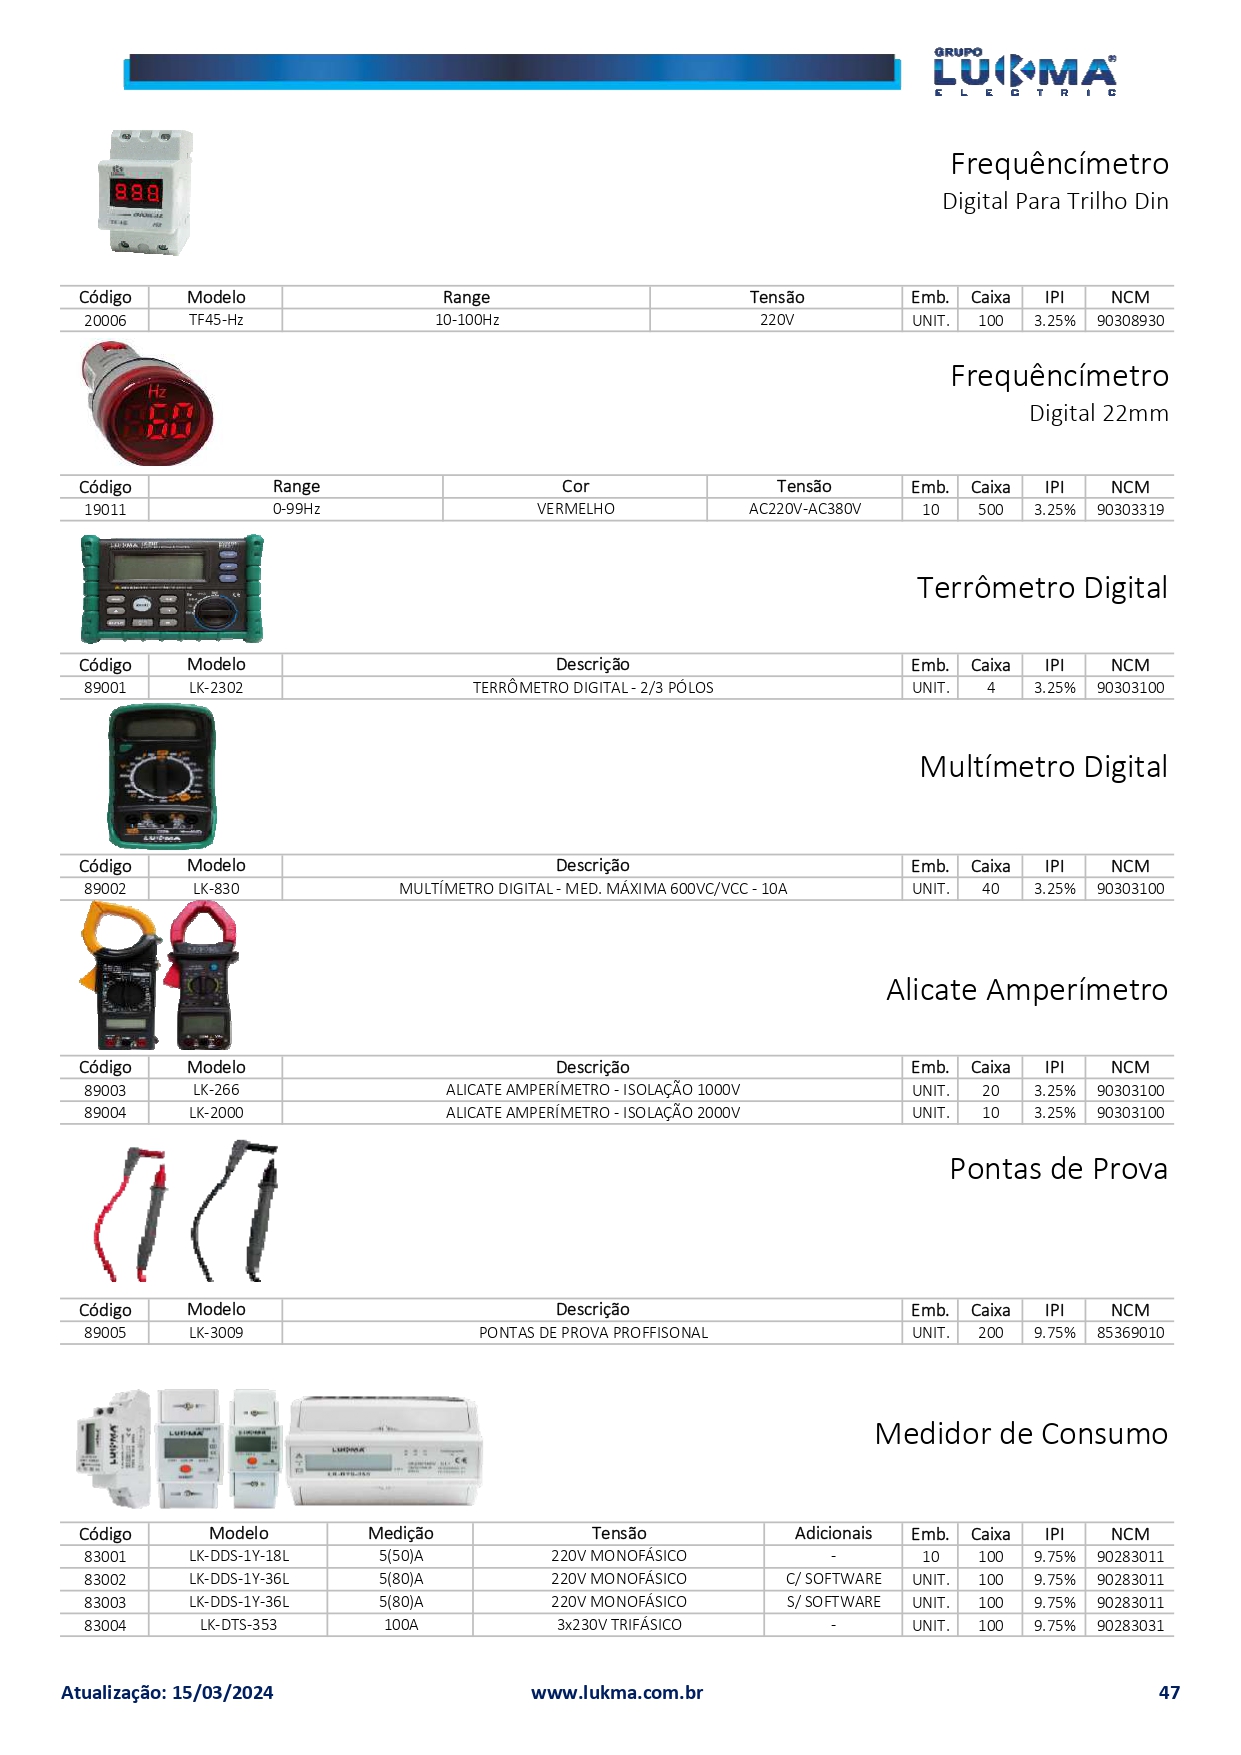 GRUPO
LUKMA
ELECTRIC
Frequêncímetro
Digital Para Trilho Din
Código Modelo Range Tensão Emb. Caixa IPI NCM
20006 TF45-Hz 10-100Hz 220V UNIT. 100 3.25% 90308930
Hz
60
Frequêncímetro
Digital 22mm
Código Range Cor Tensão Emb. Caixa IPI NCM
19011 0-99Hz VERMELHO AC220V-AC380V 10 500 3.25% 90303319
LUKMA
Terrômetro Digital
Código Modelo Descrição Emb. Caixa IPI NCM
89001 LK-2302 TERRÔMETRO DIGITAL - 2/3 PÓLOS UNIT. 4 3.25% 90303100
Multímetro Digital
LUKMA
Código Modelo Descrição Emb. Caixa IPI NCM
89002 LK-830 MULTÍMETRO DIGITAL - MED. MÁXIMA 600VC/VCC - 10A UNIT. 40 3.25% 90303100
Alicate Amperímetro
Código Modelo Descrição Emb. Caixa IPI NCM
89003 LK-266 ALICATE AMPERÍMETRO - ISOLAÇÃO 1000V UNIT. 20 3.25% 90303100
89004 LK-2000 ALICATE AMPERÍMETRO - ISOLAÇÃO 2000V UNIT. 10 3.25% 90303100
Pontas de Prova
Código Modelo Descrição Emb. Caixa IPI NCM
89005 LK-3009 PONTAS DE PROVA PROFFISONAL UNIT. 200 9.75% 85369010
LUKMA
LUKMA
LUKMA
LUKMA
LK-DTS-353
Medidor de Consumo
Código Modelo Medição Tensão Adicionais Emb. Caixa IPI NCM
83001 LK-DDS-1Y-18L 5(50)A 220V MONOFÁSICO - 10 100 9.75% 90283011
83002 LK-DDS-1Y-36L 5(80)A 220V MONOFÁSICO C/ SOFTWARE UNIT. 100 9.75% 90283011
83003 LK-DDS-1Y-36L 5(80)A 220V MONOFÁSICO S/ SOFTWARE UNIT. 100 9.75% 90283011
83004 LK-DTS-353 100A 3x230V TRIFÁSICO - UNIT. 100 9.75% 90283031
Atualização: 15/03/2024 www.lukma.com.br 47